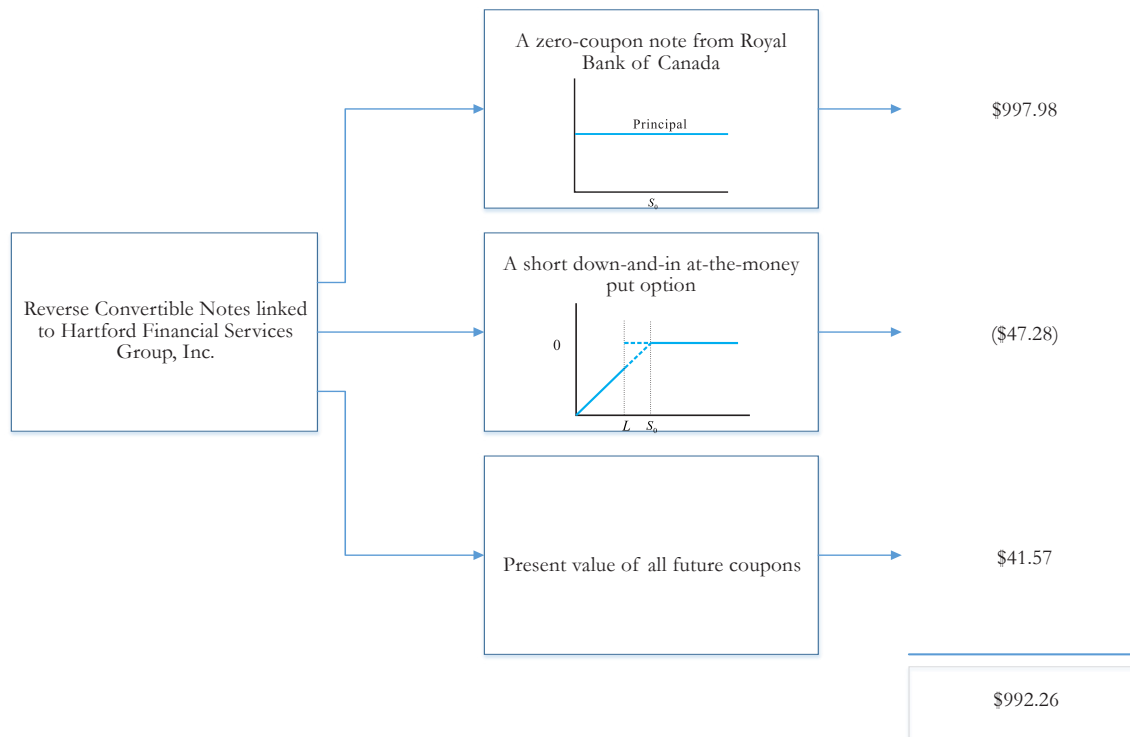 A zero-coupon note from Royal
Bank of Canada
Principal
S₀
$997.98
Reverse Convertible Notes linked
to Hartford Financial Services
Group, Inc.
A short down-and-in at-the-money
put option
0
L S₀
($47.28)
Present value of all future coupons
$41.57
$992.26